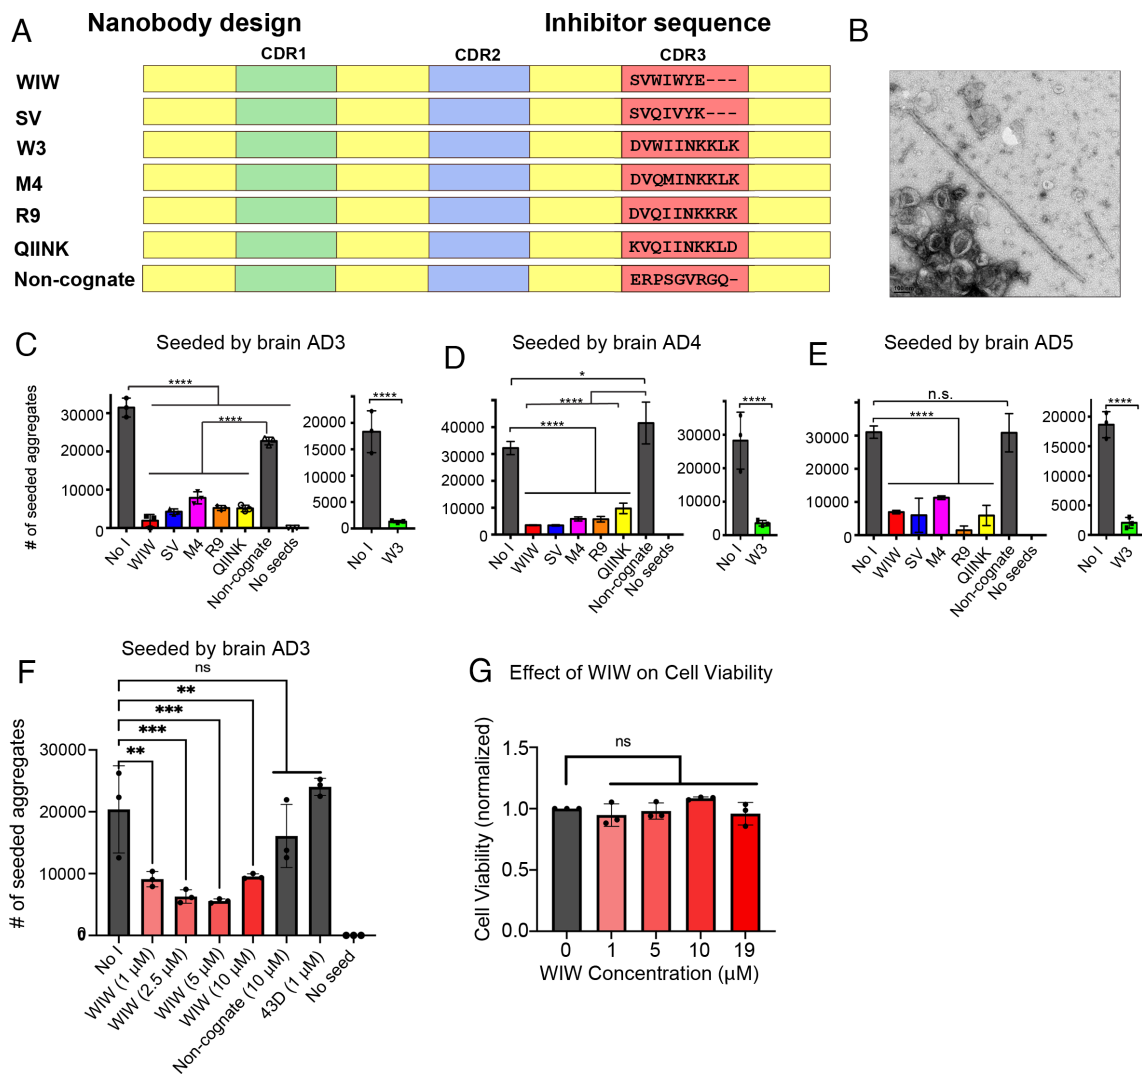 A
Nanobody design
Inhibitor sequence
B
CDR1
CDR2
CDR3
WIW
SVWIWYE---
SV
SVQIVYK---
W3
DVWIINKKLK
M4
DVQMINKKLK
R9
DVQIINKKRK
QIINK
KVQIINKKLD
Non-cognate
ERPSGVRGQ-
C
Seeded by brain AD3
# of seeded aggregates
30000
20000
10000
0
****
****
No I
WIW
SV
M4
R9
QIINK
Non-cognate
No seeds
20000
15000
10000
5000
0
****
No I
W3
D
Seeded by brain AD4
50000
40000
30000
20000
10000
0
*
****
****
No I
WIW
SV
M4
R9
QIINK
Non-cognate
No seeds
30000
20000
10000
0
****
No I
W3
E
Seeded by brain AD5
30000
20000
10000
0
n.s.
****
No I
WIW
SV
M4
R9
QIINK
Non-cognate
No seeds
20000
15000
10000
5000
0
****
No I
W3
F
Seeded by brain AD3
# of seeded aggregates
30000
20000
10000
0
ns
**
***
***
**
No I
WIW (1 µM)
WIW (2.5 µM)
WIW (5 µM)
WIW (10 µM)
Non-cognate (10 µM)
43D (1 µM)
No seed
G
Effect of WIW on Cell Viability
Cell Viability (normalized)
1.5
1.0
0.5
0.0
ns
0
1
5
10
19
WIW Concentration (µM)